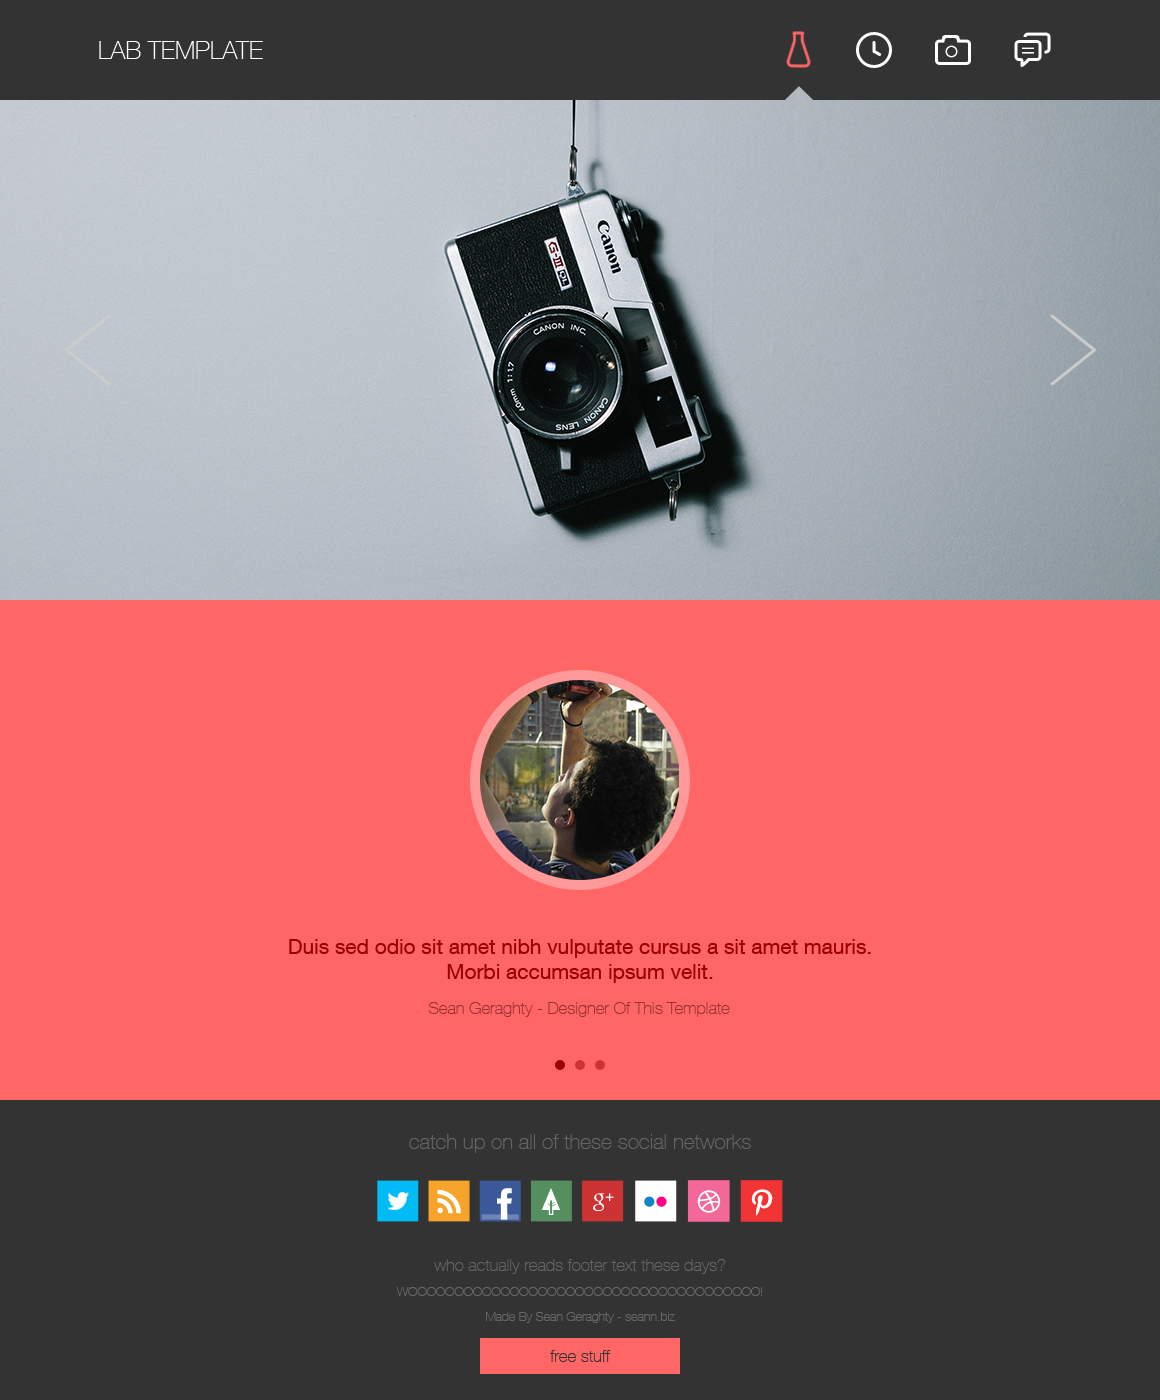 LAB TEMPLATE
Canon
G-III
QL
CANON INC.
40mm 1:1.7
CANON LENS
Duis sed odio sit amet nibh vulputate cursus a sit amet mauris.
Morbi accumsan ipsum velit.
Sean Geraghty - Designer Of This Template
catch up on all of these social networks
f
g+
who actually reads footer text these days?
WOOOOOOOOOOOOOOOOOOOOOOOOOOOOOOOOOOOOOO!
Made By Sean Geraghty - seann.biz
free stuff